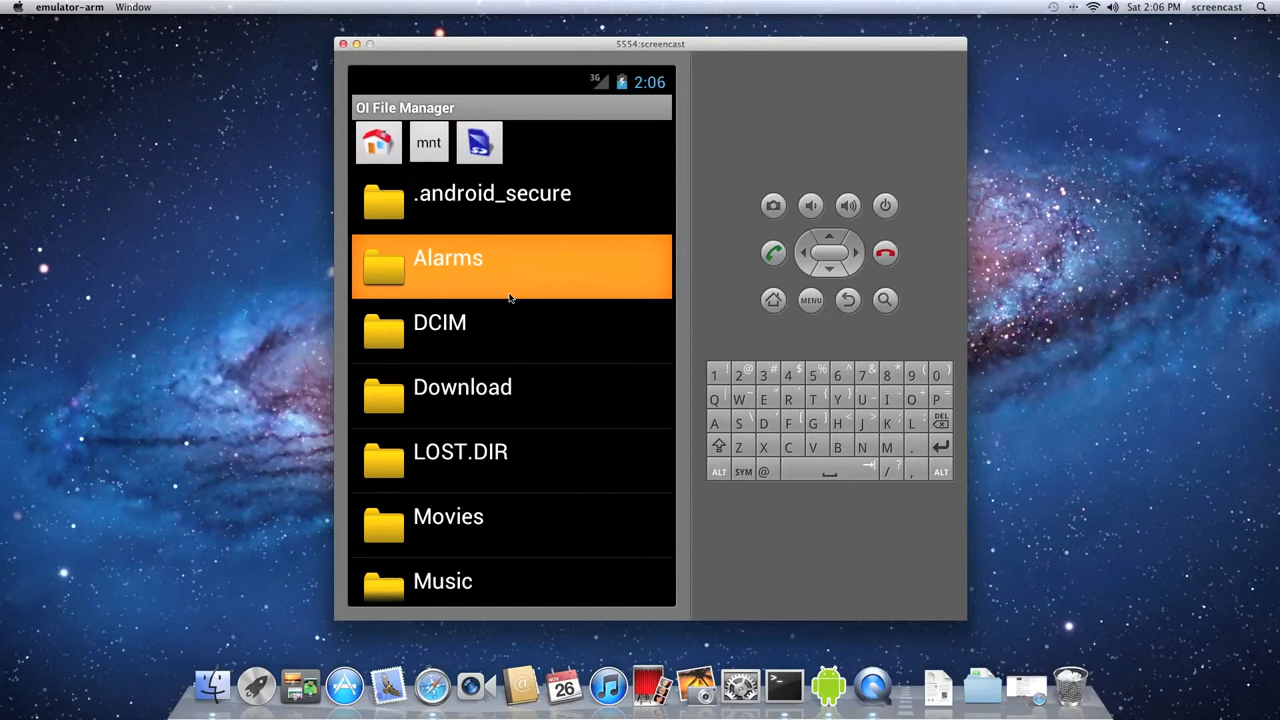 emulator-arm Window Sat 2:06 PM screencast
5554:screencast
3G 2:06
OI File Manager
mnt
.android_secure
Alarms
DCIM
Download
LOST.DIR
Movies
Music
MENU
1 ! 2 @ 3 # 4 $ 5 % 6 ^ 7 & 8 * 9 ( 0 )
Q W E R T Y U I O P
A S D F G H J K L DEL
Z X C V B N M .
ALT SYM @ / ? , ALT
NOV
26